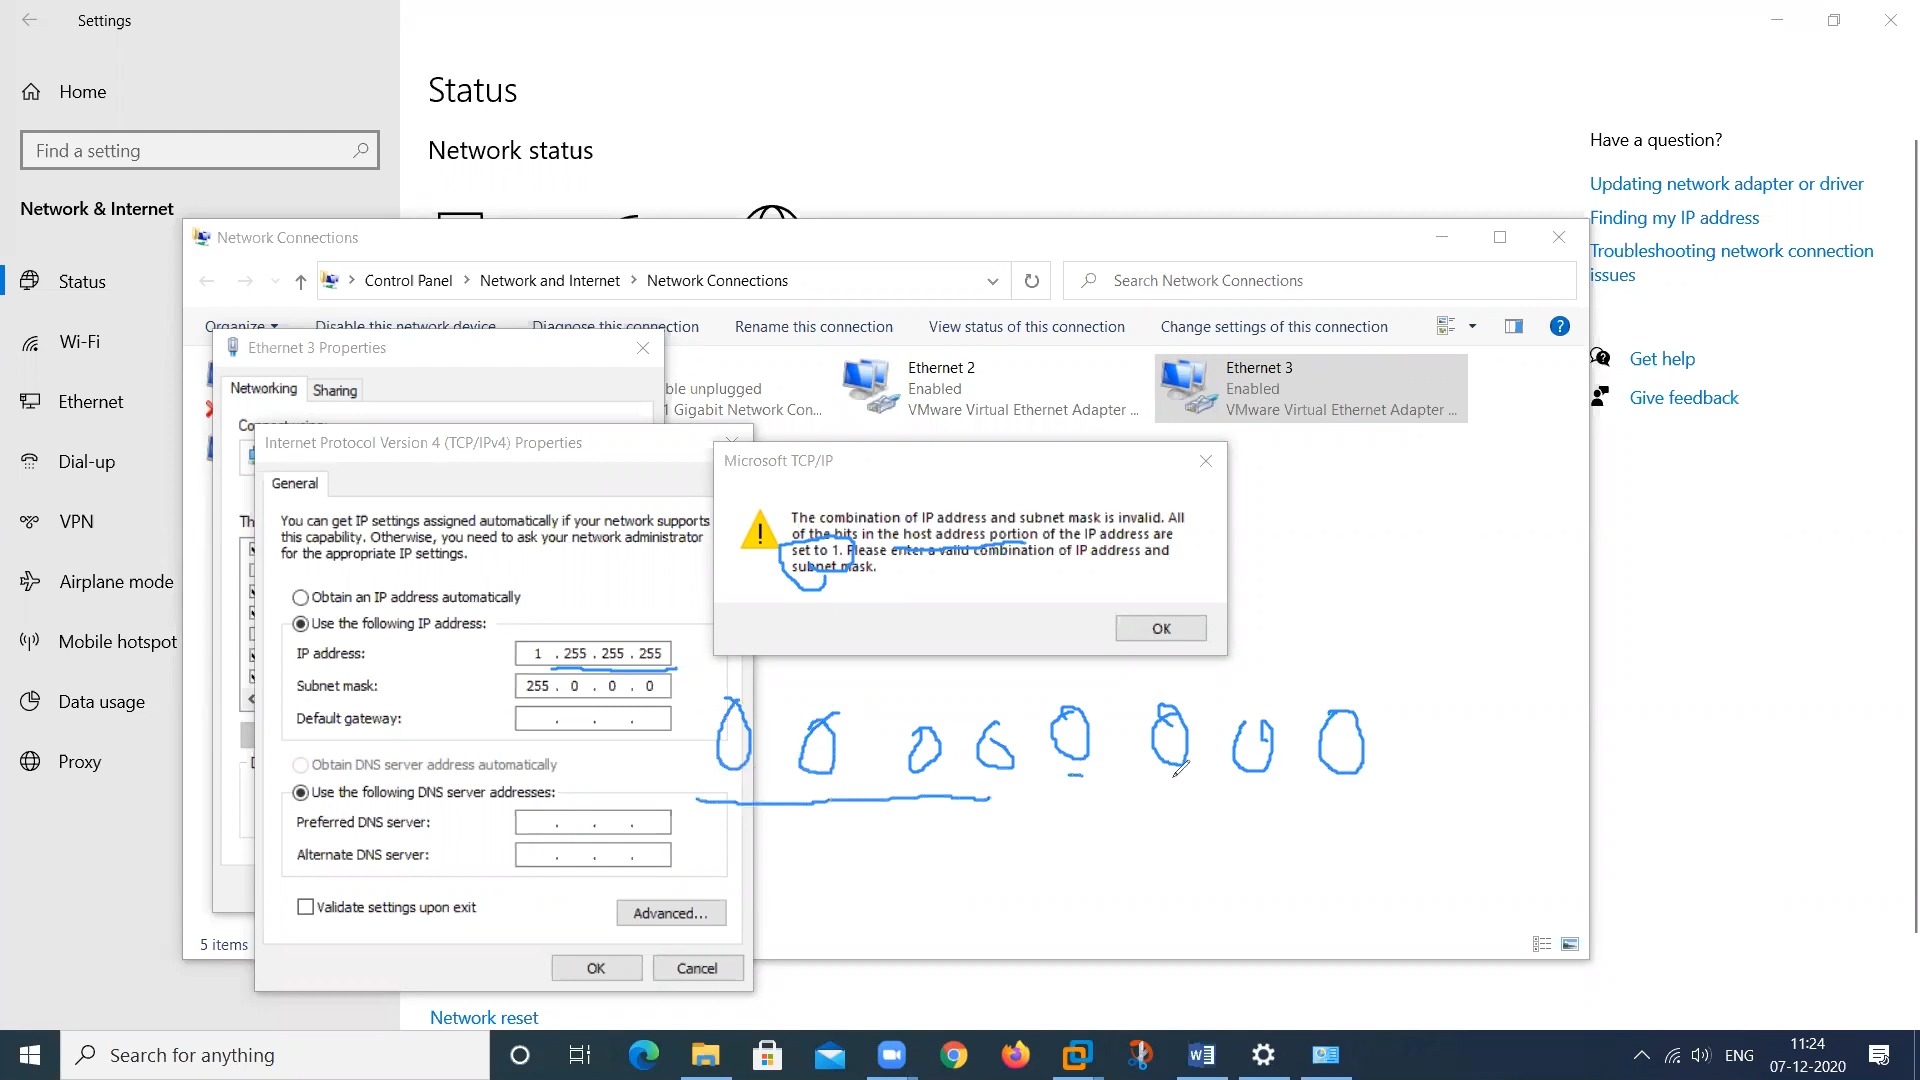 Settings
Home
Find a setting
Network & Internet
Status
Wi-Fi
Ethernet
Dial-up
VPN
Airplane mode
Mobile hotspot
Data usage
Proxy
Status
Network status
Have a question?
Updating network adapter or driver
Finding my IP address
Troubleshooting network connection
issues
Get help
Give feedback
Network Connections
Control Panel > Network and Internet > Network Connections
Search Network Connections
Organize Disable this network device Diagnose this connection Rename this connection View status of this connection Change settings of this connection
ble unplugged
1 Gigabit Network Con...
Ethernet 2
Enabled
VMware Virtual Ethernet Adapter ...
Ethernet 3
Enabled
VMware Virtual Ethernet Adapter ...
Ethernet 3 Properties
Networking Sharing
Internet Protocol Version 4 (TCP/IPv4) Properties
General
You can get IP settings assigned automatically if your network supports
this capability. Otherwise, you need to ask your network administrator
for the appropriate IP settings.
Obtain an IP address automatically
Use the following IP address:
IP address: 1 . 255 . 255 . 255
Subnet mask: 255 . 0 . 0 . 0
Default gateway: . . .
Obtain DNS server address automatically
Use the following DNS server addresses:
Preferred DNS server: . . .
Alternate DNS server: . . .
Validate settings upon exit
Advanced...
OK Cancel
Microsoft TCP/IP
The combination of IP address and subnet mask is invalid. All
of the bits in the host address portion of the IP address are
set to 1. Please enter a valid combination of IP address and
subnet mask.
OK
5 items
Network reset
Search for anything
ENG
11:24
07-12-2020